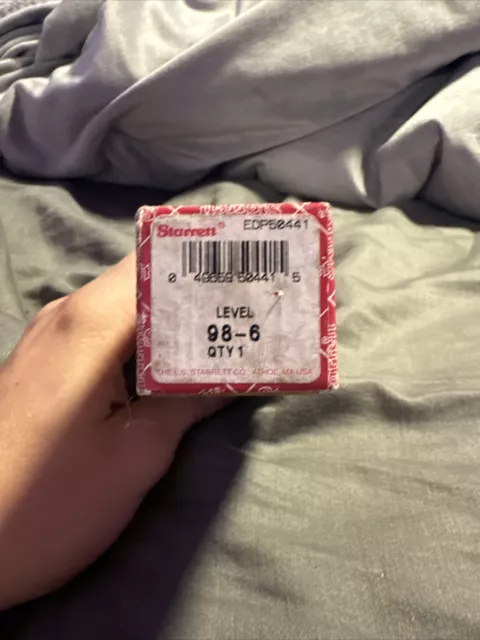 Starrett® EDP50441
0 49659 50441 5
LEVEL
98-6
QTY 1
THE L.S. STARRETT CO., ATHOL, MA USA